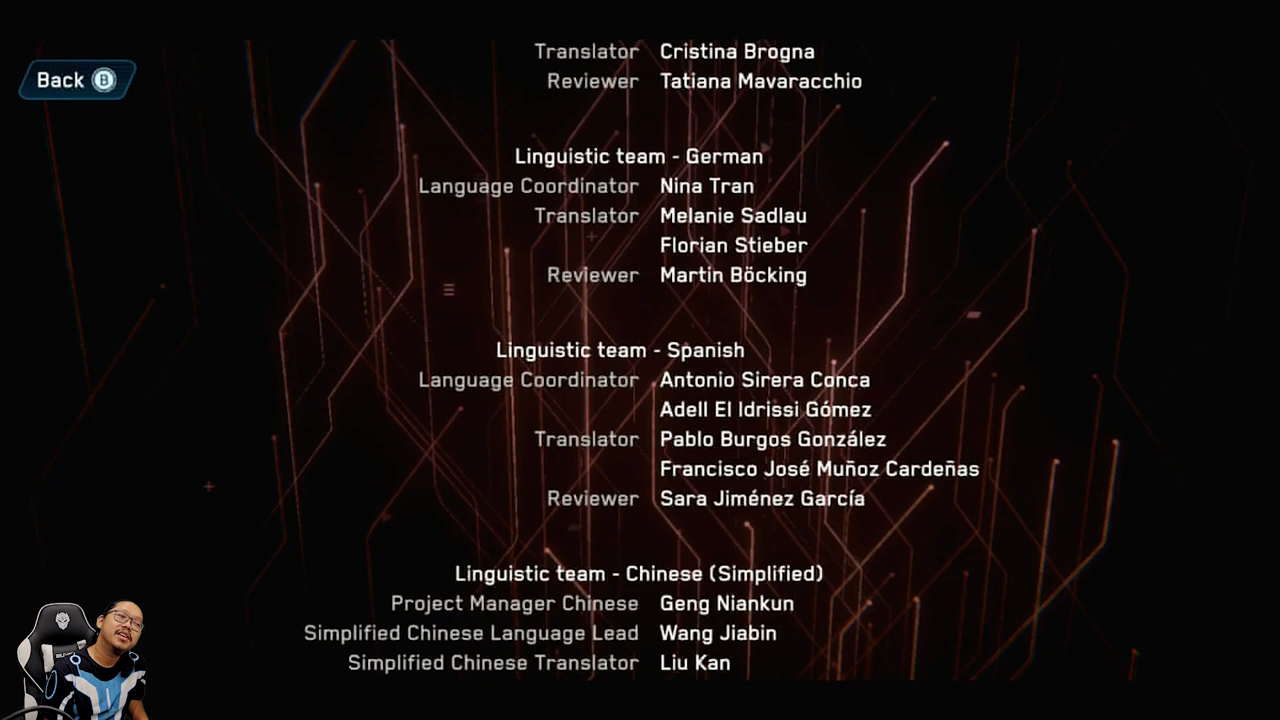 Translator Cristina Brogna
Back B
Reviewer Tatiana Mavaracchio
Linguistic team - German
Language Coordinator Nina Tran
Translator Melanie Sadlau
Florian Stieber
Reviewer Martin Böcking
Linguistic team - Spanish
Language Coordinator Antonio Sirera Conca
Adell El Idrissi Gómez
Translator Pablo Burgos González
Francisco José Muñoz Cardeñas
Reviewer Sara Jiménez García
Linguistic team - Chinese (Simplified)
Project Manager Chinese Geng Niankun
Simplified Chinese Language Lead Wang Jiabin
Simplified Chinese Translator Liu Kan